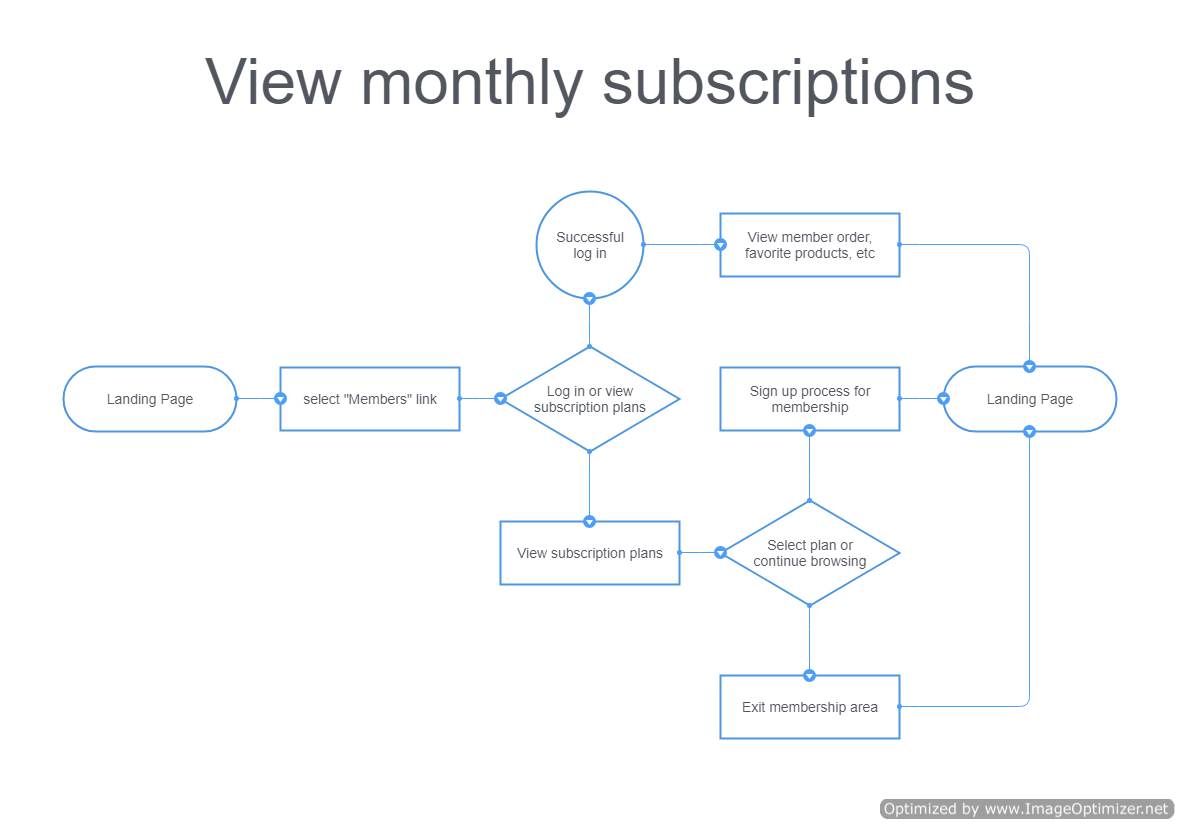 View monthly subscriptions
Successful
log in
View member order,
favorite products, etc
Landing Page
select "Members" link
Log in or view
subscription plans
Sign up process for
membership
Landing Page
View subscription plans
Select plan or
continue browsing
Exit membership area
Optimized by www.ImageOptimizer.net